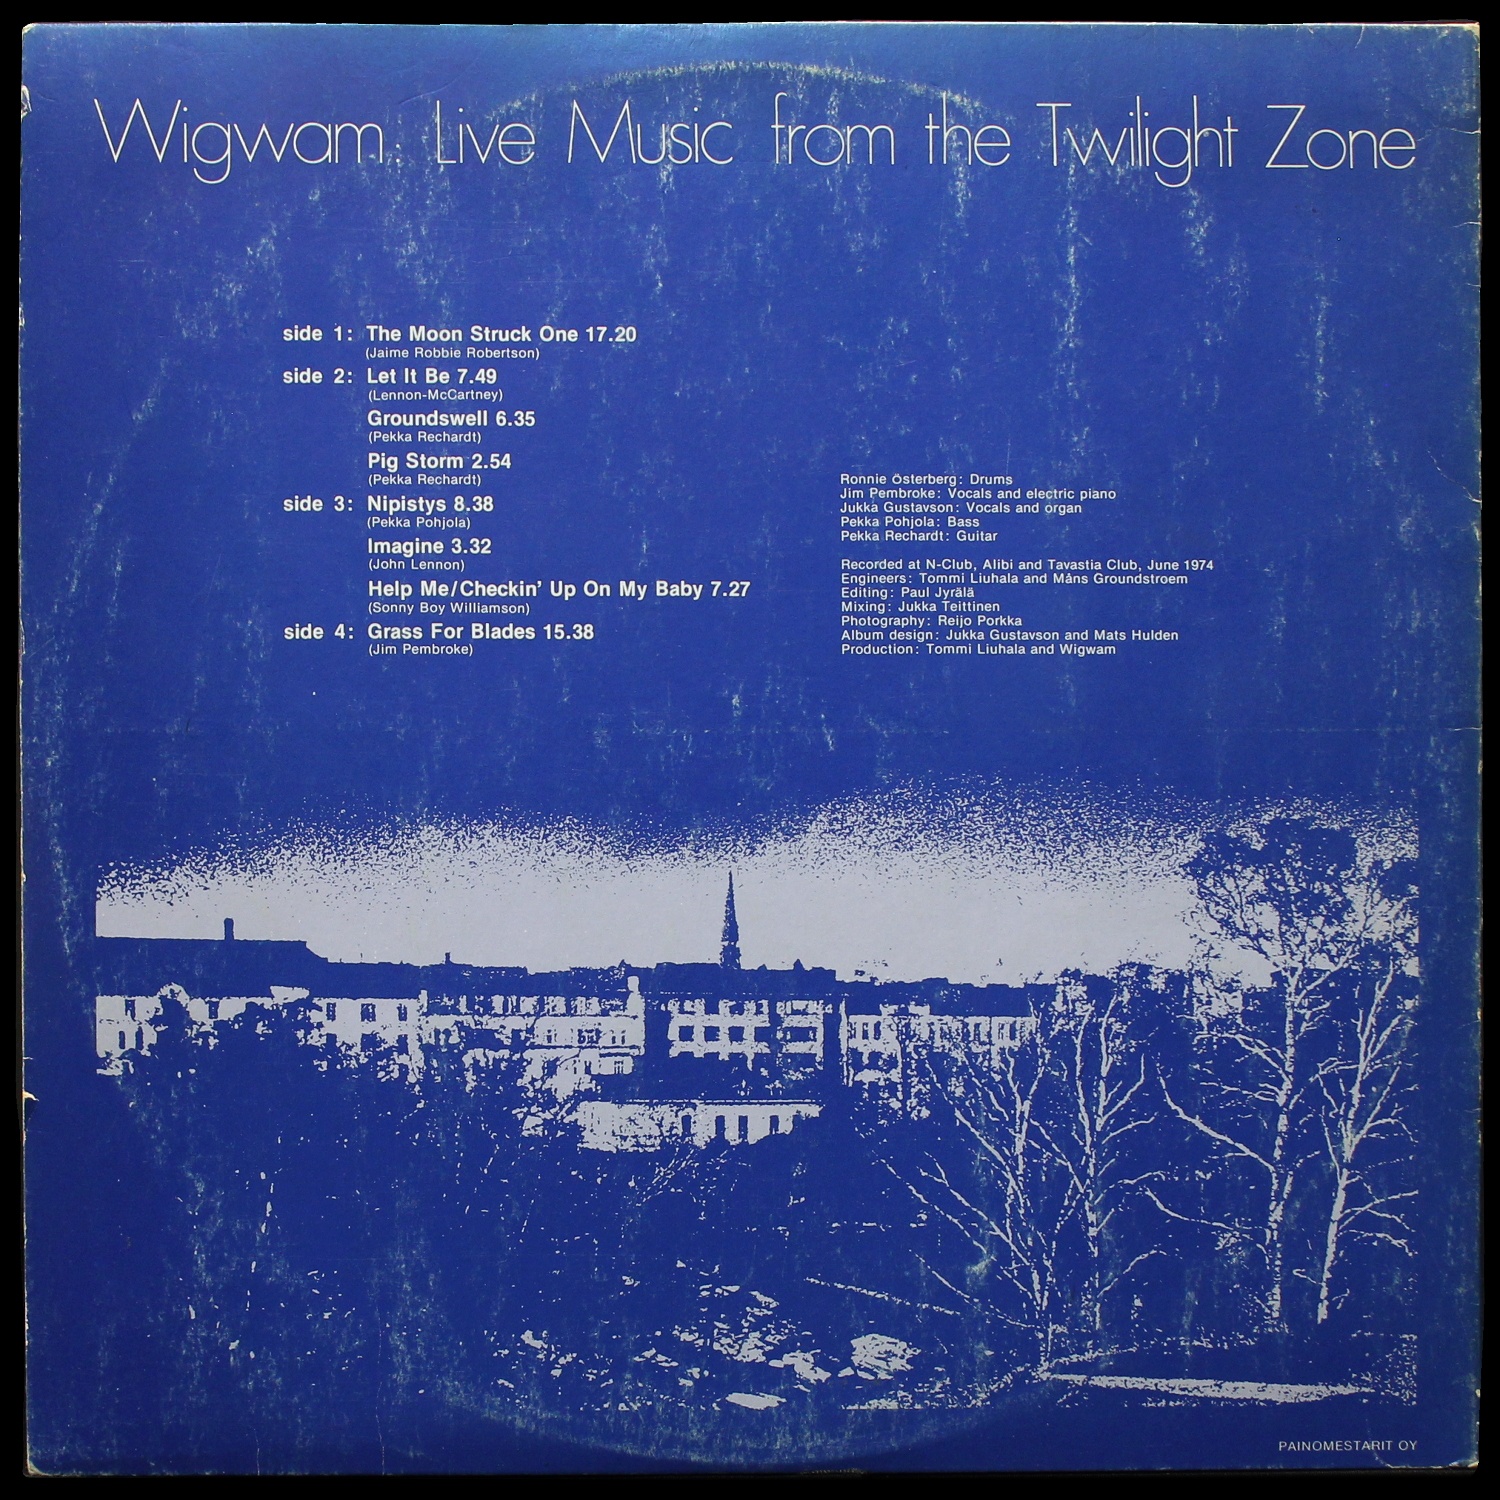 Wigwam Live Music from the Twilight Zone
side 1: The Moon Struck One 17.20
(Jaime Robbie Robertson)
side 2: Let It Be 7.49
(Lennon-McCartney)
Groundswell 6.35
(Pekka Rechardt)
Pig Storm 2.54
(Pekka Rechardt)
side 3: Nipistys 8.38
(Pekka Pohjola)
Imagine 3.32
(John Lennon)
Help Me/Checkin' Up On My Baby 7.27
(Sonny Boy Williamson)
side 4: Grass For Blades 15.38
(Jim Pembroke)
Ronnie Österberg: Drums
Jim Pembroke: Vocals and electric piano
Jukka Gustavson: Vocals and organ
Pekka Pohjola: Bass
Pekka Rechardt: Guitar
Recorded at N-Club, Alibi and Tavastia Club, June 1974
Engineers: Tommi Liuhala and Måns Groundstroem
Editing: Paul Jyrälä
Mixing: Jukka Teittinen
Photography: Reijo Porkka
Album design: Jukka Gustavson and Mats Hulden
Production: Tommi Liuhala and Wigwam
PAINOMESTARIT OY